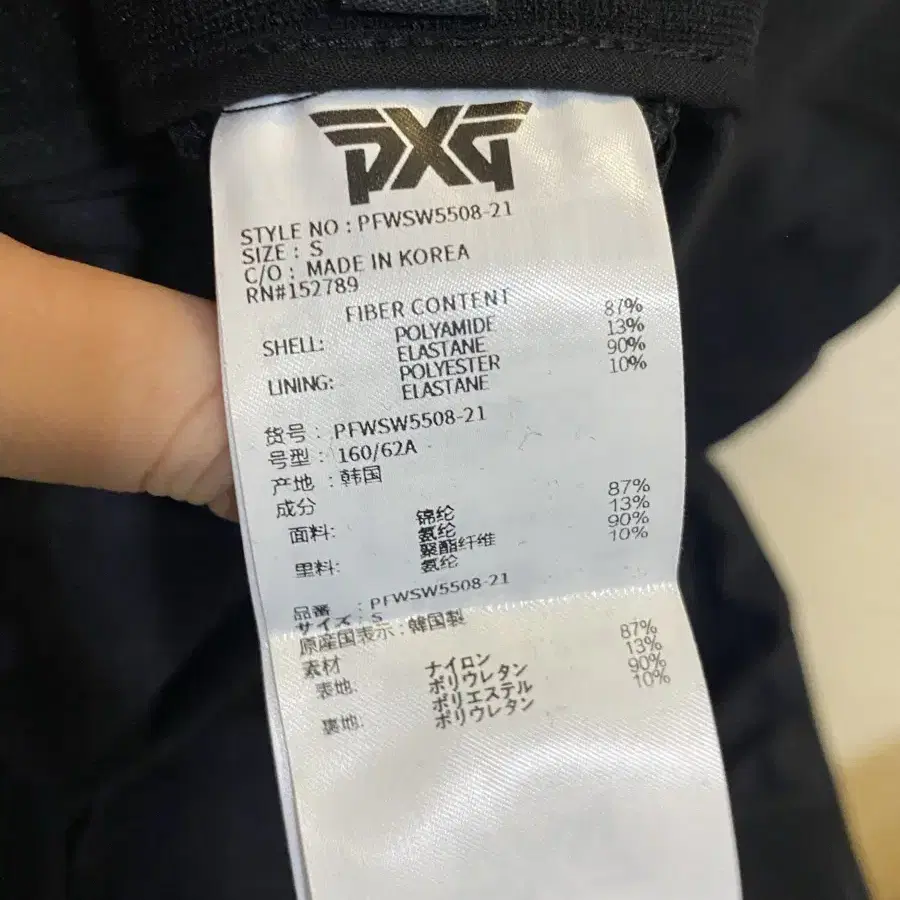 PXG
STYLE NO : PFWSW5508-21
SIZE : S
C/O : MADE IN KOREA
RN#152789
FIBER CONTENT
SHELL: POLYAMIDE 87%
ELASTANE 13%
LINING: POLYESTER 90%
ELASTANE 10%
货号 : PFWSW5508-21
号型 : 160/62A
产地 : 韩国
成分
面料: 锦纶 87%
氨纶 13%
里料: 聚酯纤维 90%
氨纶 10%
品番 : PFWSW5508-21
サイズ : S
原産国表示 : 韓国製
素材
表地: ナイロン 87%
ポリウレタン 13%
裏地: ポリエステル 90%
ポリウレタン 10%